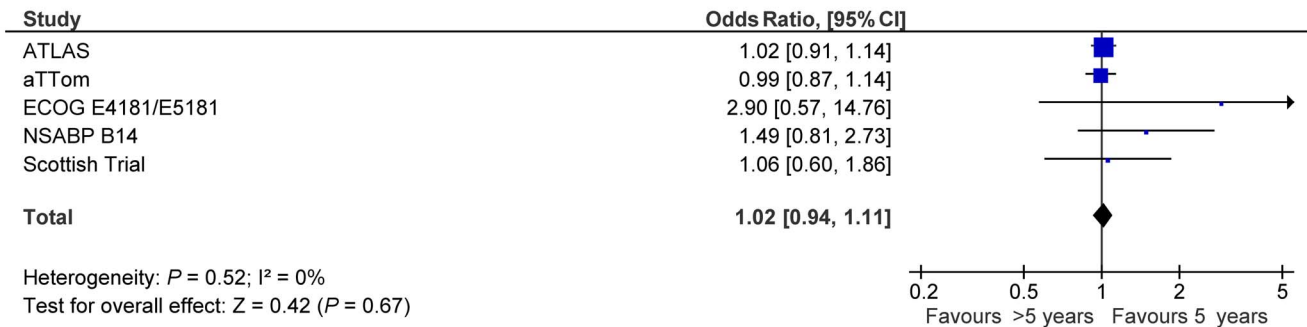 Study Odds Ratio, [95% CI]
ATLAS 1.02 [0.91, 1.14]
aTTom 0.99 [0.87, 1.14]
ECOG E4181/E5181 2.90 [0.57, 14.76]
NSABP B14 1.49 [0.81, 2.73]
Scottish Trial 1.06 [0.60, 1.86]
Total 1.02 [0.94, 1.11]
Heterogeneity: P = 0.52; I² = 0%
Test for overall effect: Z = 0.42 (P = 0.67)
0.2 0.5 1 2 5
Favours >5 years Favours 5 years